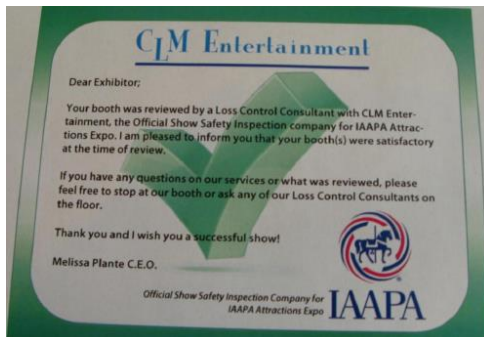 CLM Entertainment
Dear Exhibitor;
Your booth was reviewed by a Loss Control Consultant with CLM Enter-
tainment, the Official Show Safety Inspection company for IAAPA Attrac-
tions Expo. I am pleased to inform you that your booth(s) were satisfactory
at the time of review.
If you have any questions on our services or what was reviewed, please
feel free to stop at our booth or ask any of our Loss Control Consultants on
the floor.
Thank you and I wish you a successful show!
Melissa Plante C.E.O.
Official Show Safety Inspection Company for
IAAPA Attractions Expo
IAAPA